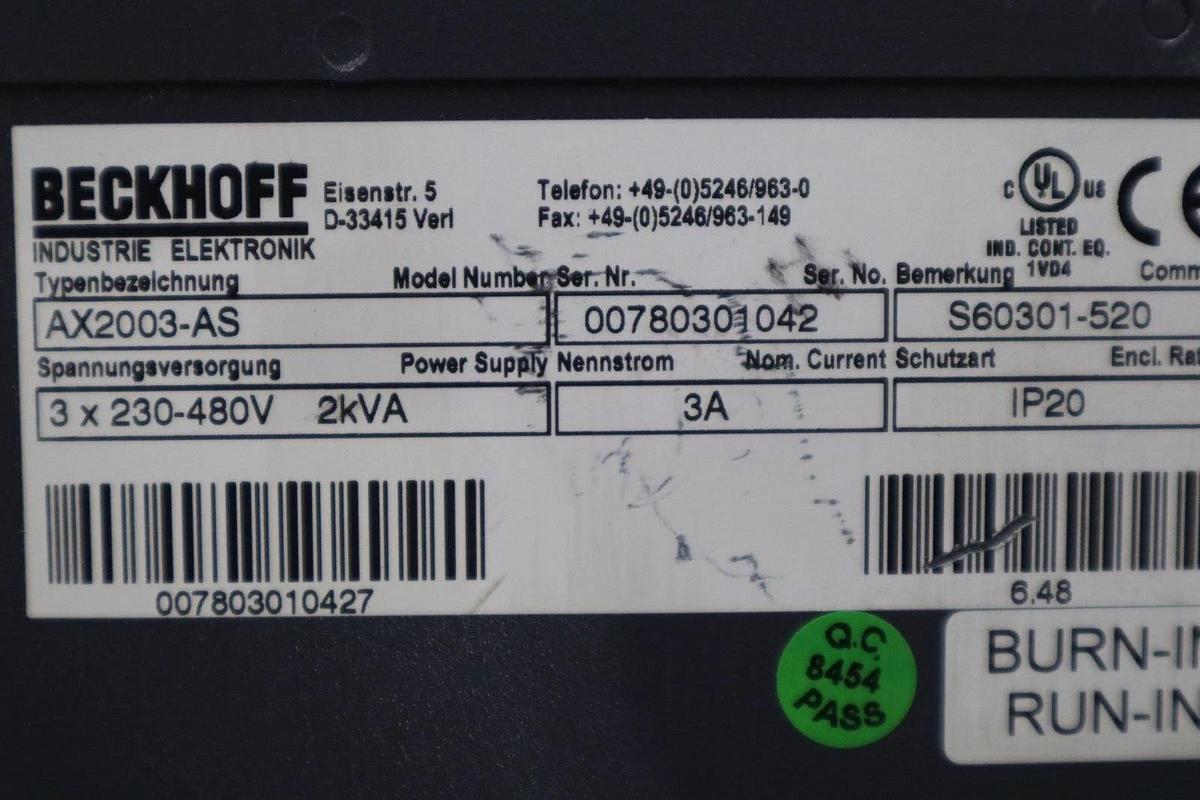 BECKHOFF
INDUSTRIE ELEKTRONIK
Eisenstr. 5
D-33415 Verl
Telefon: +49-(0)5246/963-0
Fax: +49-(0)5246/963-149
C UL US
LISTED
IND. CONT. EQ.
1VD4
CE
Typenbezeichnung Model Number Ser. Nr. Ser. No. Bemerkung
AX2003-AS 00780301042 S60301-520
Spannungsversorgung Power Supply Nennstrom Nom. Current Schutzart Encl.
3 x 230-480V 2kVA 3A IP20
007803010427 6.48
Q.C.
8454
PASS
BURN-IN
RUN-IN